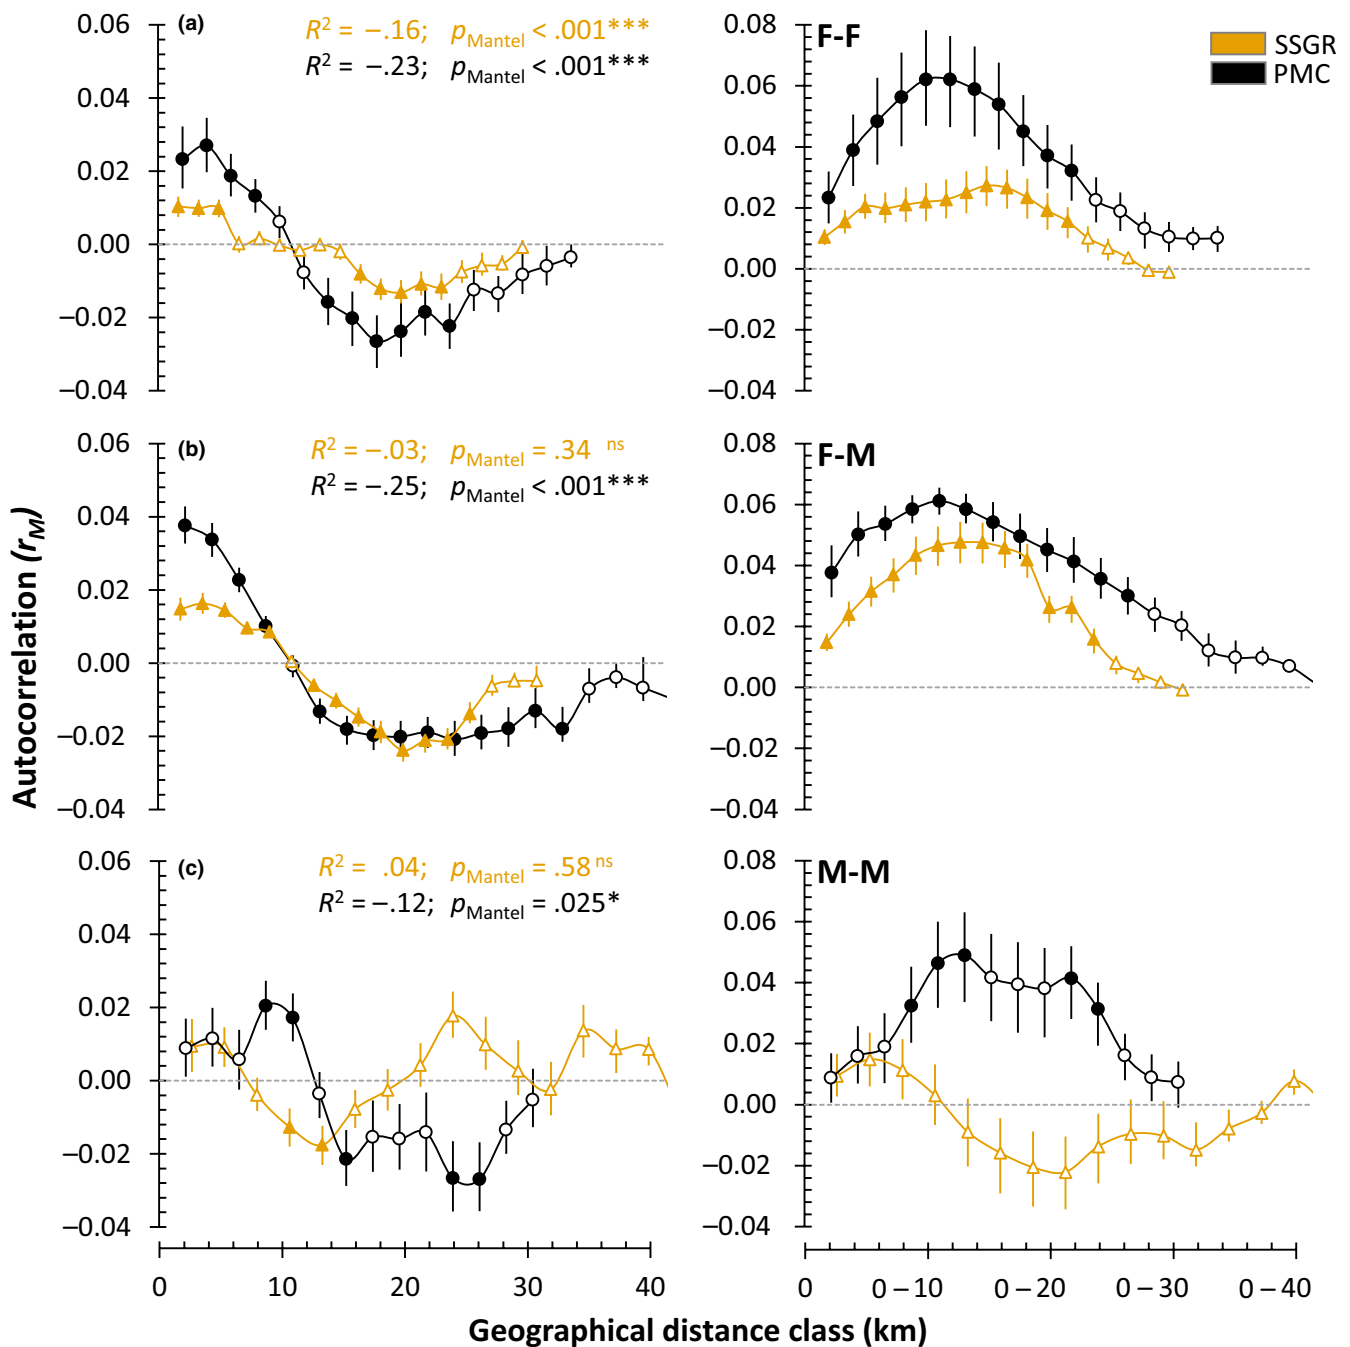 (a)
R² = –.16; pMantel < .001***
R² = –.23; pMantel < .001***
0.06
0.04
0.02
0.00
–0.02
–0.04
F-F
SSGR
PMC
0.08
0.06
0.04
0.02
0.00
–0.02
–0.04
(b)
R² = –.03; pMantel = .34 ns
R² = –.25; pMantel < .001***
0.06
0.04
0.02
0.00
–0.02
–0.04
F-M
0.08
0.06
0.04
0.02
0.00
–0.02
–0.04
Autocorrelation (rM)
(c)
R² = .04; pMantel = .58 ns
R² = –.12; pMantel = .025*
0.06
0.04
0.02
0.00
–0.02
–0.04
0 10 20 30 40
M-M
0.08
0.06
0.04
0.02
0.00
–0.02
–0.04
0 0–10 0–20 0–30 0–40
Geographical distance class (km)